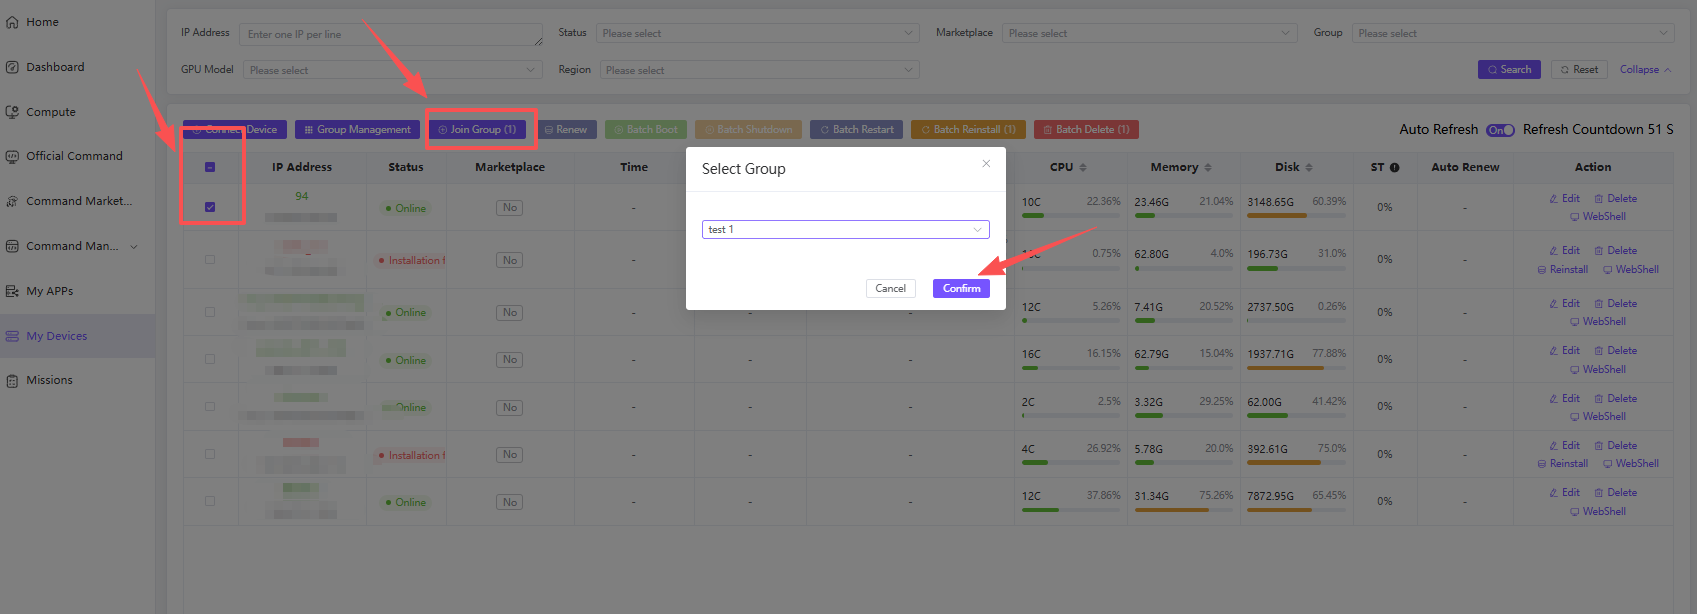 Home
Dashboard
Compute
Official Command
Command Market...
Command Man...
My APPs
My Devices
Missions
IP Address Enter one IP per line Status Please select Marketplace Please select Group Please select
GPU Model Please select Region Please select Search Reset Collapse
Connect Device Group Management Join Group (1) Renew Batch Boot Batch Shutdown Batch Restart Batch Reinstall (1) Batch Delete (1) Auto Refresh On Refresh Countdown 51 S
IP Address Status Marketplace Time CPU Memory Disk ST Auto Renew Action
Select Group
test 1
Cancel Confirm
94 Online No - 10C 22.36% 23.46G 21.04% 3148.65G 60.39% 0% - Edit Delete
WebShell
Installation f No - 0.75% 62.80G 4.0% 196.73G 31.0% 0% - Edit Delete
Reinstall WebShell
Online No - - - 12C 5.26% 7.41G 20.52% 2737.50G 0.26% 0% - Edit Delete
WebShell
Online No - - - 16C 16.15% 62.79G 15.04% 1937.71G 77.88% 0% - Edit Delete
WebShell
Online No - - - 2C 2.5% 3.32G 29.25% 62.00G 41.42% 0% - Edit Delete
WebShell
Installation f No - - - 4C 26.92% 5.78G 20.0% 392.61G 75.0% 0% - Edit Delete
Reinstall WebShell
Online No - - - 12C 37.86% 31.34G 75.26% 7872.95G 65.45% 0% - Edit Delete
WebShell